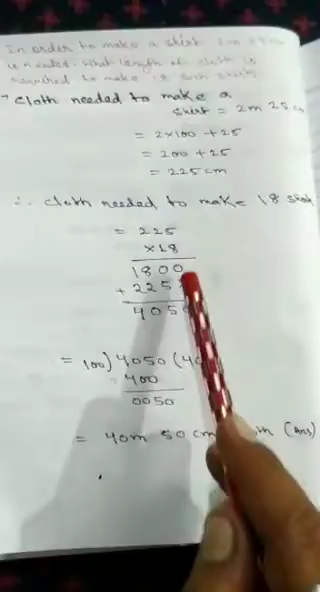 In order to make a shirt
is needed. What length of cloth is
required to make 18 such shirts
Cloth needed to make a
shirt = 2m 25 cm
= 2×100 + 25
= 200 + 25
= 225 cm
∴ cloth needed to make 18
= 225
×18
1800
+ 225
405
= 100) 4050 (
400
0050
= 40m 50 cm (Ans)